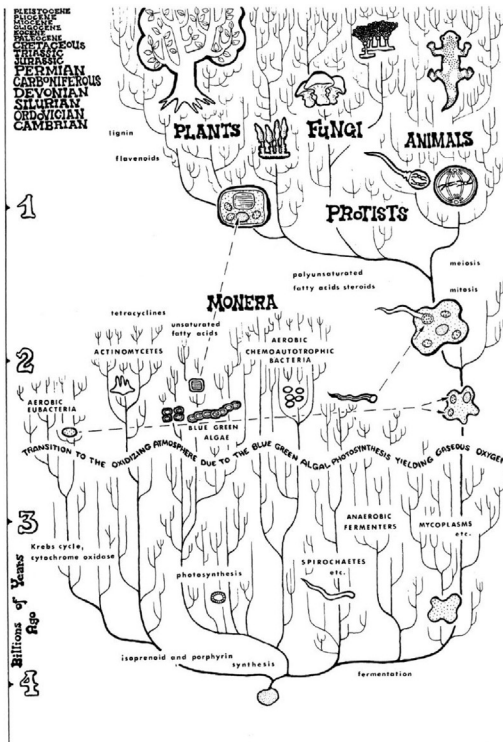 PLEISTOCENE
PLIOCENE
MIOCENE
OLIGOCENE
EOCENE
PALEOCENE
CRETACEOUS
TRIASSIC
JURASSIC
PERMIAN
CARBONIFEROUS
DEVONIAN
SILURIAN
ORDOVICIAN
CAMBRIAN
lignin
flavenoids
PLANTS
FUNGI
ANIMALS
1
PROTISTS
polyunsaturated
fatty acids steroids
meiosis
mitosis
MONERA
tetracyclines
unsaturated
fatty acids
2
ACTINOMYCETES
AEROBIC
CHEMOAUTOTROPHIC
BACTERIA
AEROBIC
EUBACTERIA
BLUE GREEN
ALGAE
TRANSITION TO THE OXIDIZING ATMOSPHERE DUE TO THE BLUE GREEN ALGAL PHOTOSYNTHESIS YIELDING GASEOUS OXYGEN
3
ANAEROBIC
FERMENTERS
MYCOPLASMS
etc.
Krebs cycle,
cytochrome oxidase
photosynthesis
SPIROCHAETES
etc.
Billions of Years
Ago
isoprenoid and porphyrin
synthesis
fermentation
4